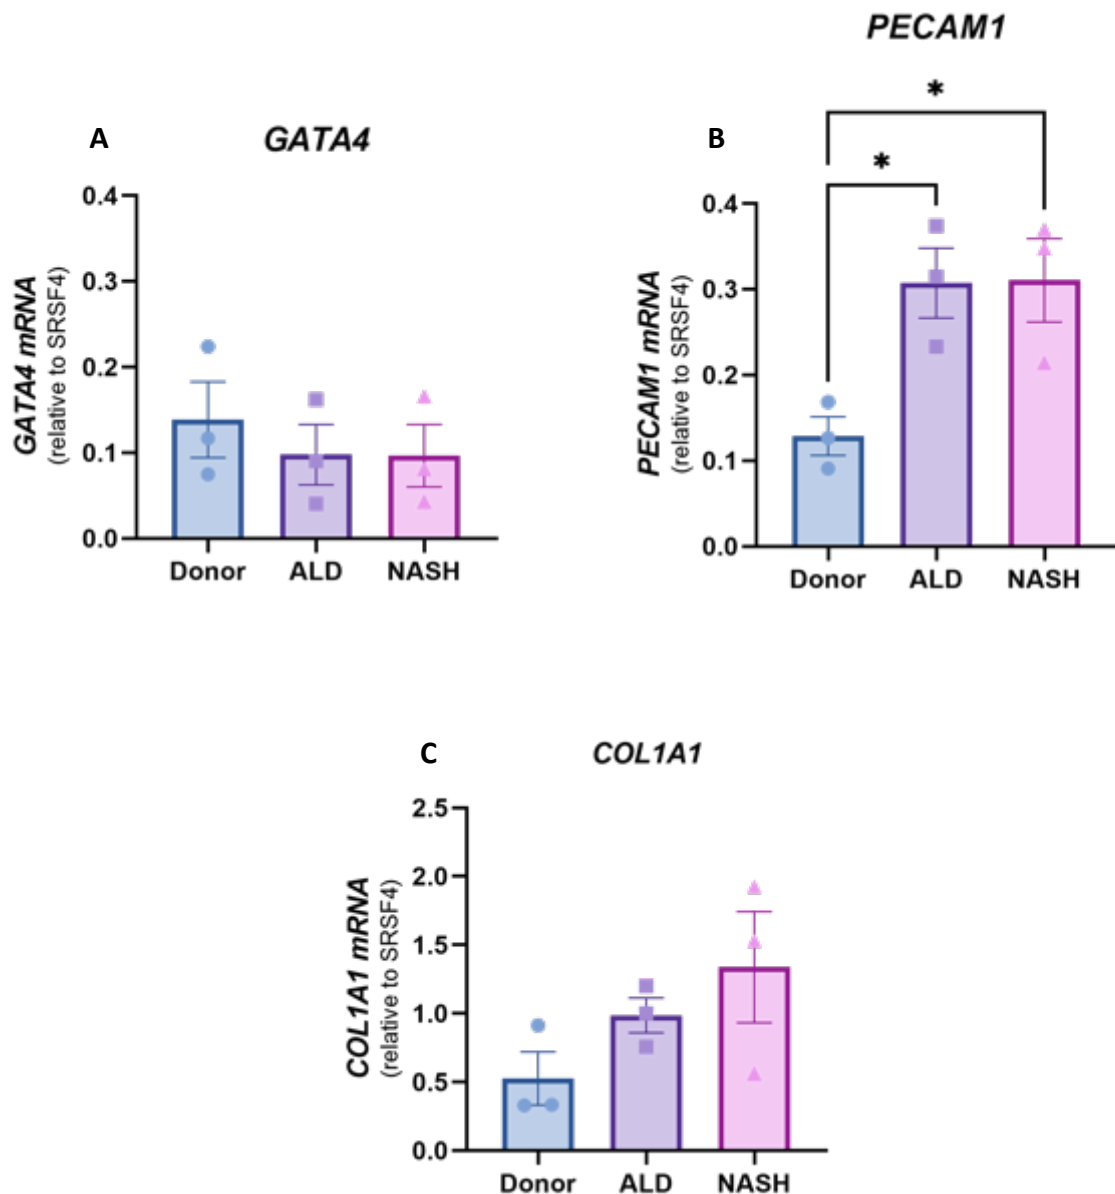 A
GATA4
GATA4 mRNA
(relative to SRSF4)
0.4
0.3
0.2
0.1
0.0
Donor ALD NASH
B
PECAM1
*
*
PECAM1 mRNA
(relative to SRSF4)
0.4
0.3
0.2
0.1
0.0
Donor ALD NASH
C
COL1A1
COL1A1 mRNA
(relative to SRSF4)
2.5
2.0
1.5
1.0
0.5
0.0
Donor ALD NASH